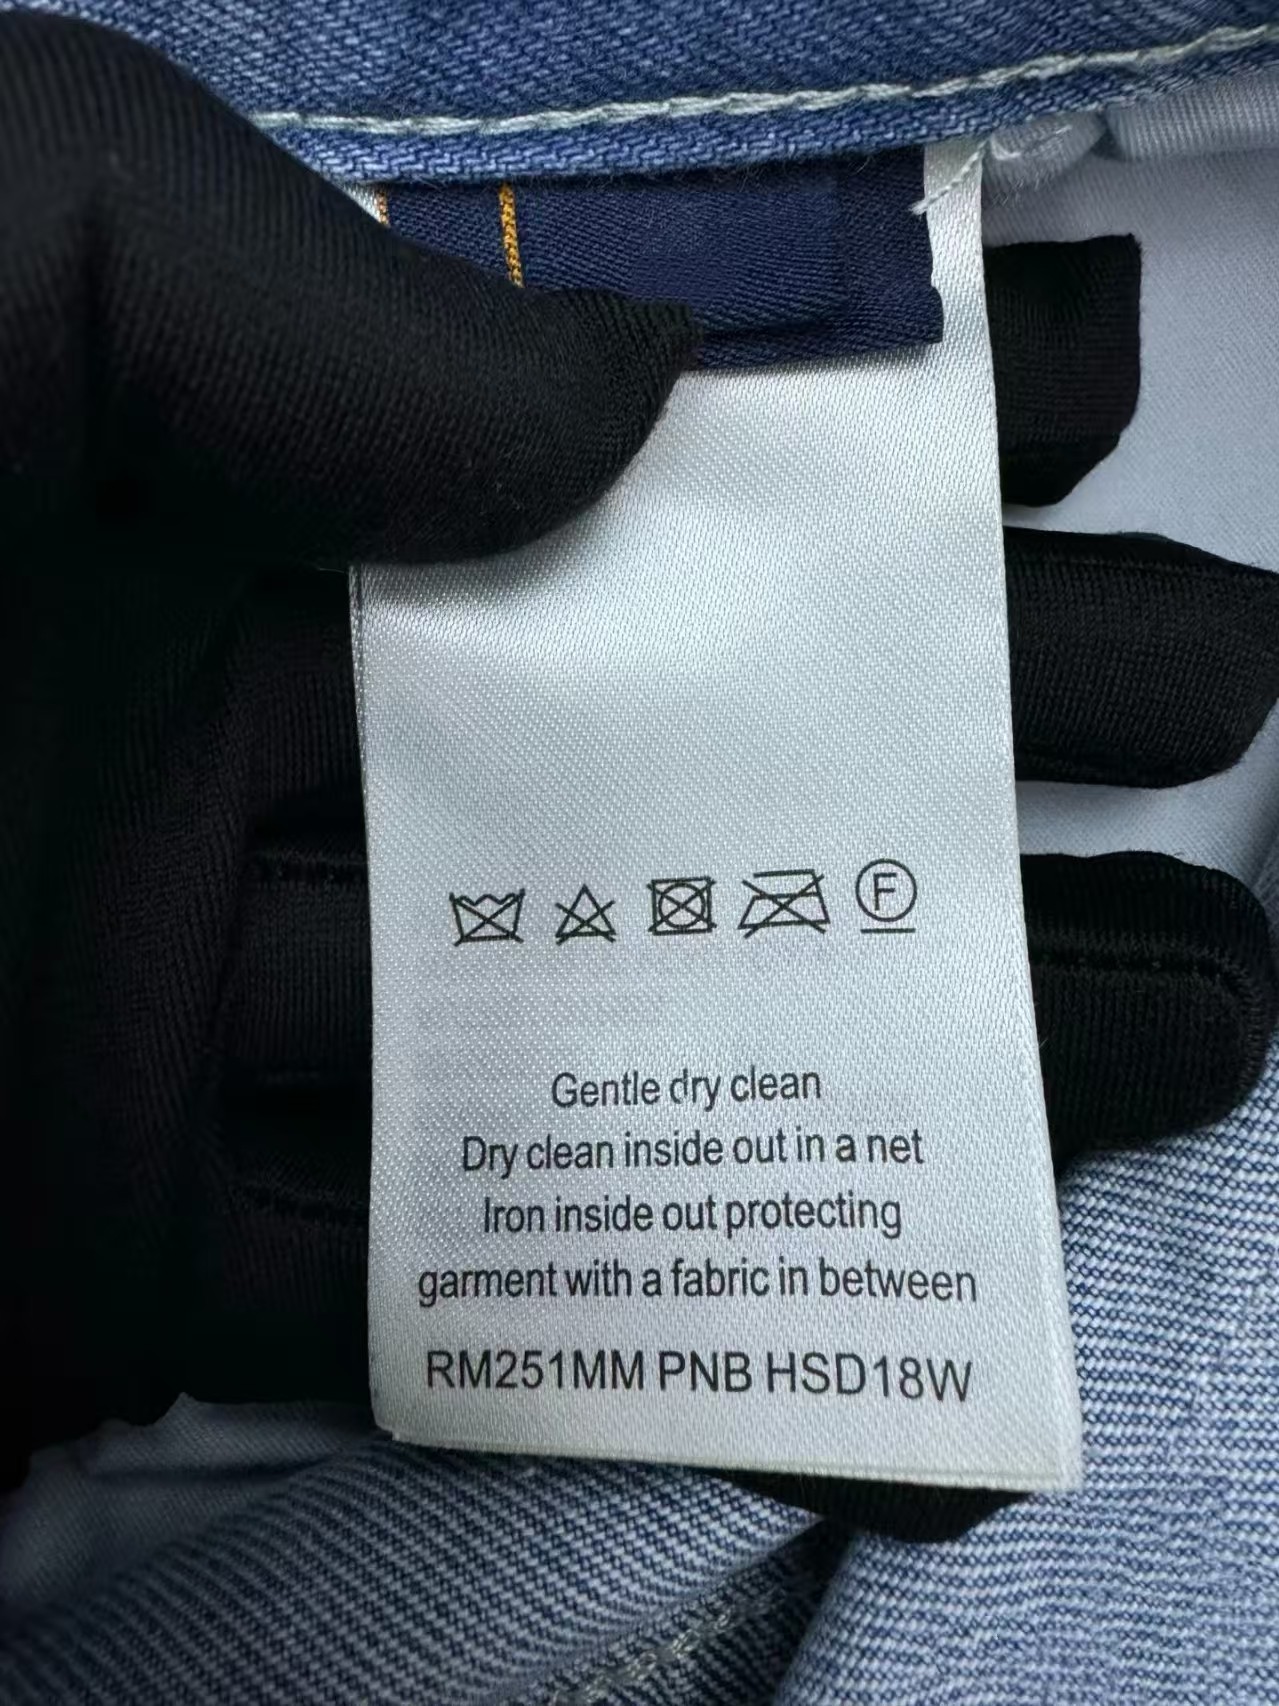 F
Gentle dry clean
Dry clean inside out in a net
Iron inside out protecting
garment with a fabric in between
RM251MM PNB HSD18W